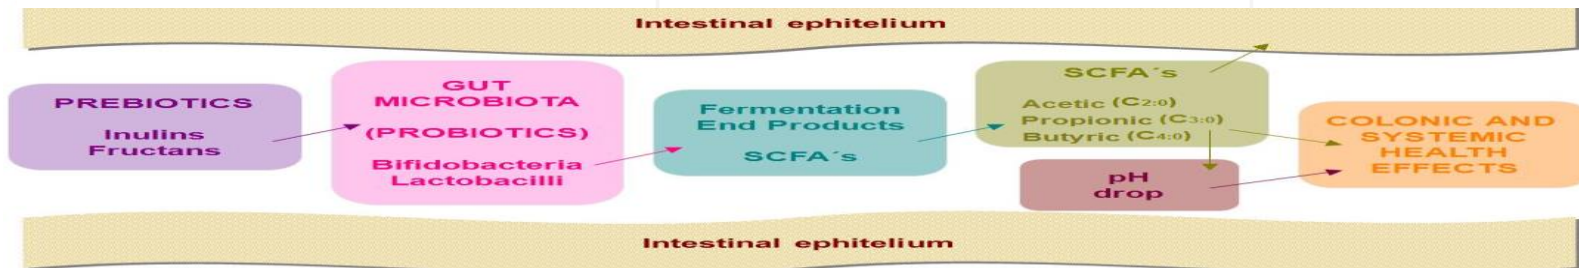 Intestinal ephitelium
PREBIOTICS
Inulins
Fructans
GUT
MICROBIOTA
(PROBIOTICS)
Bifidobacteria
Lactobacilli
Fermentation
End Products
SCFA´s
SCFA´s
Acetic (C2:0)
Propionic (C3:0)
Butyric (C4:0)
pH
drop
COLONIC AND
SYSTEMIC
HEALTH
EFFECTS
Intestinal ephitelium